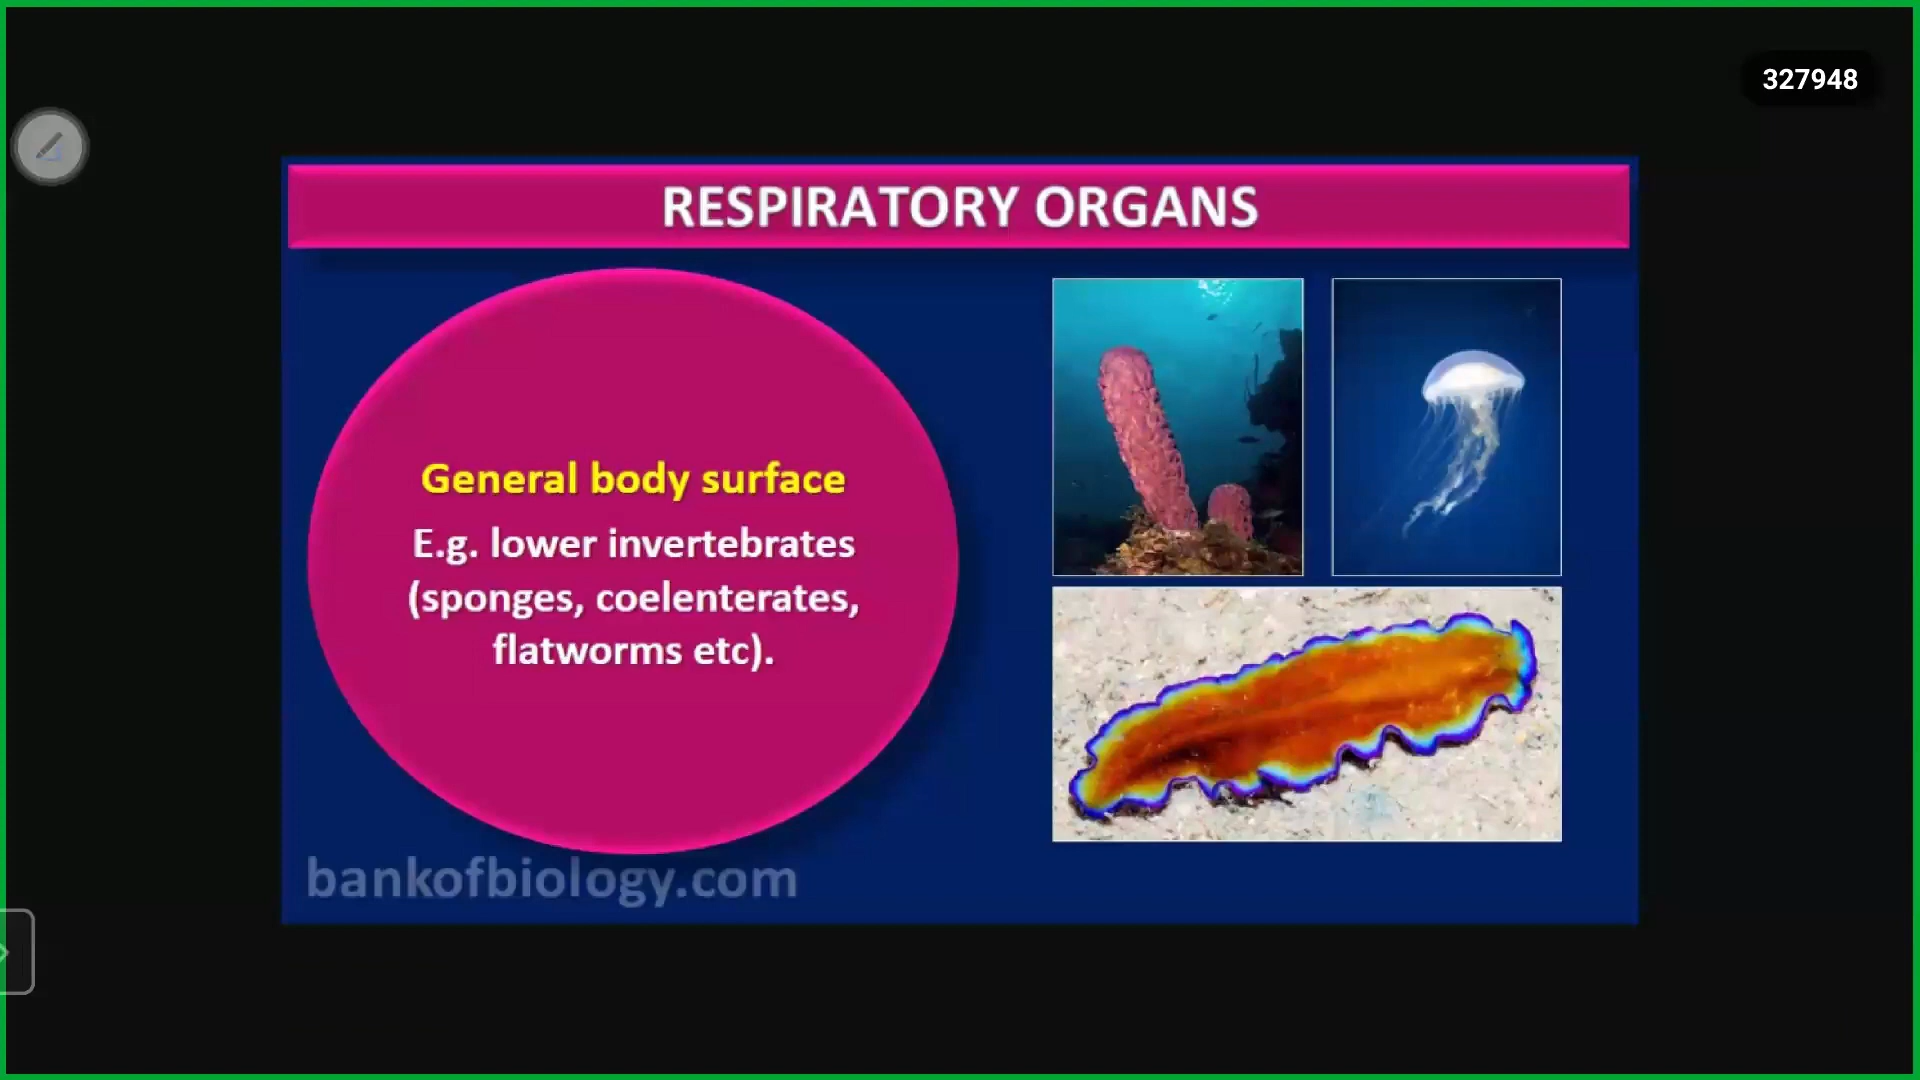 327948
RESPIRATORY ORGANS
General body surface
E.g. lower invertebrates
(sponges, coelenterates,
flatworms etc).
bankofbiology.com